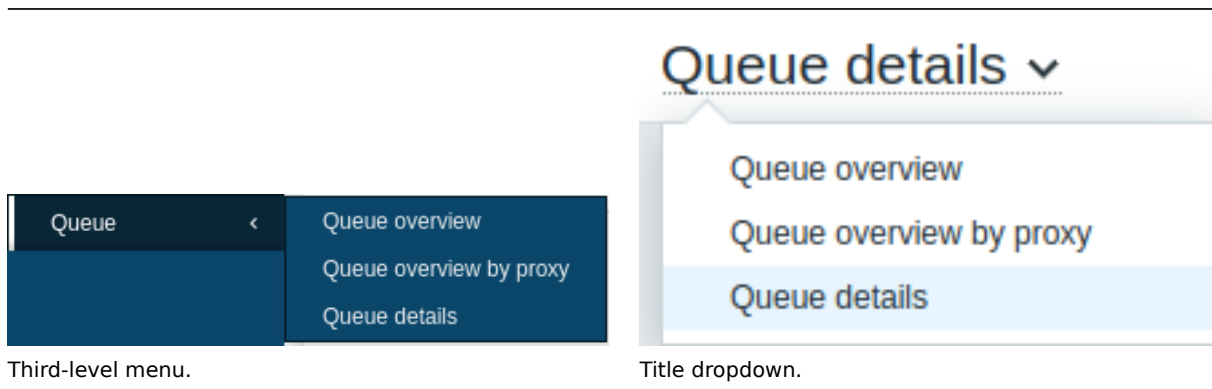 Queue
Queue overview
Queue overview by proxy
Queue details
Third-level menu.
Queue details
Queue overview
Queue overview by proxy
Queue details
Title dropdown.